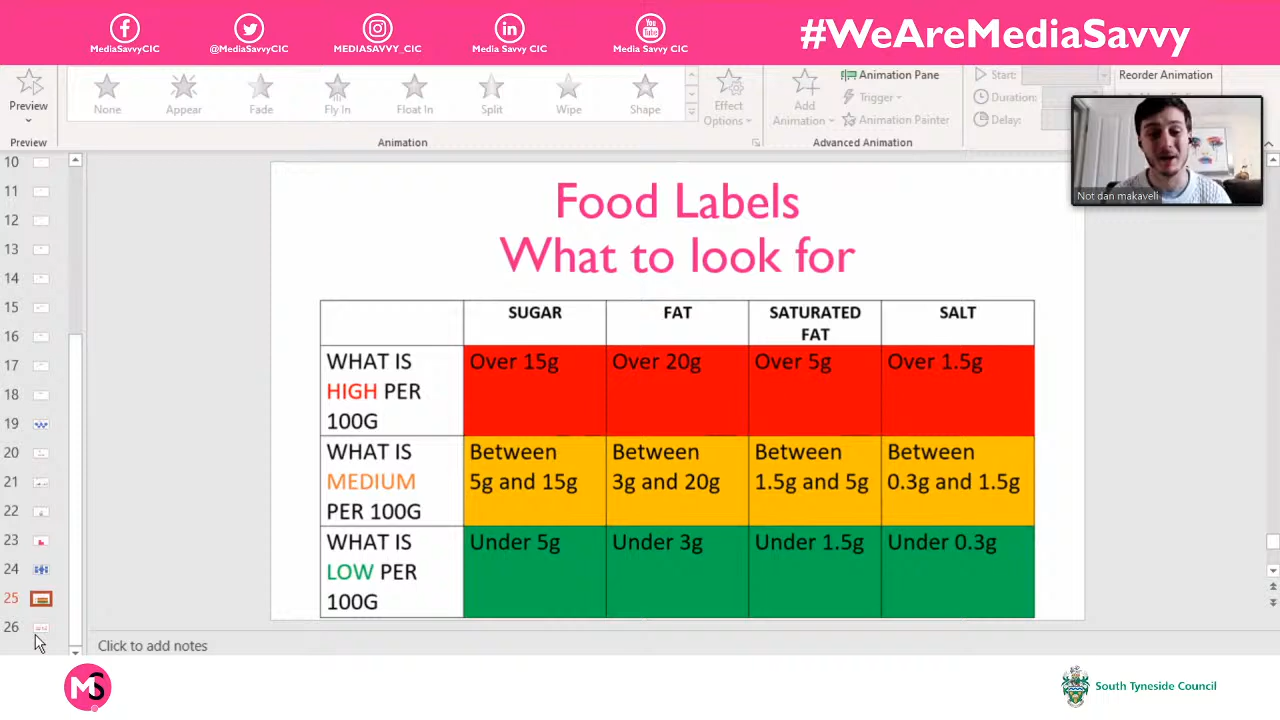 MediaSavvyCIC
@MediaSavvyCIC
MEDIASAVVY_CIC
in
Media Savvy CIC
You
Tube
Media Savvy CIC
#WeAreMediaSavvy
Preview
Preview
None
Appear
Fade
Fly In
Float In
Split
Wipe
Shape
Animation
Effect
Options
Add
Animation
Animation Pane
Trigger
Animation Painter
Advanced Animation
Start:
Duration:
Delay:
Reorder Animation
Not dan makaveli
10
11
12
13
14
15
16
17
18
19
20
21
22
23
24
25
26
Food Labels
What to look for
SUGAR
FAT
SATURATED
FAT
SALT
WHAT IS
HIGH PER
100G
Over 15g
Over 20g
Over 5g
Over 1.5g
WHAT IS
MEDIUM
PER 100G
Between
5g and 15g
Between
3g and 20g
Between
1.5g and 5g
Between
0.3g and 1.5g
WHAT IS
LOW PER
100G
Under 5g
Under 3g
Under 1.5g
Under 0.3g
Click to add notes
MS
South Tyneside Council